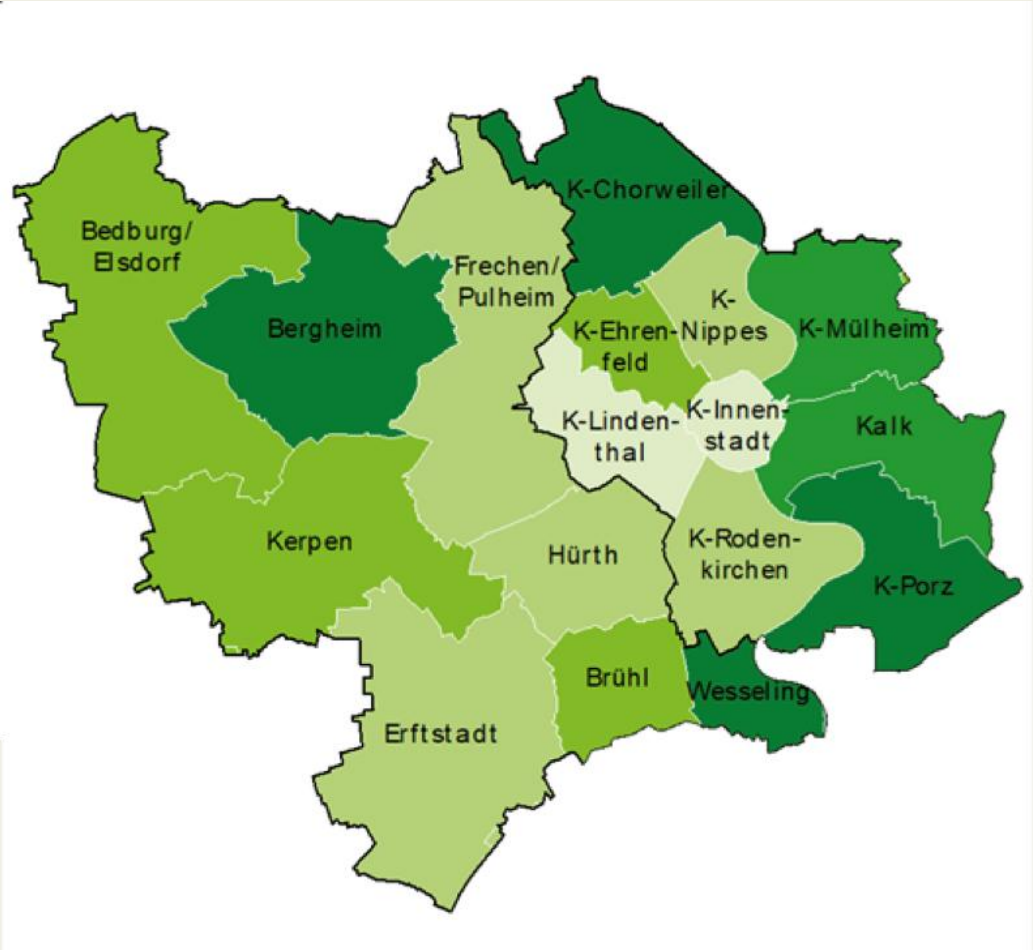 K-Chorweiler
Bedburg/
Elsdorf
Frechen/
Pulheim
Bergheim
K-
Nippes
K-Ehren-
feld
K-Mülheim
K-Linden-
thal
K-Innen-
stadt
Kalk
Kerpen
Hürth
K-Roden-
kirchen
K-Porz
Brühl
Wesseling
Erftstadt